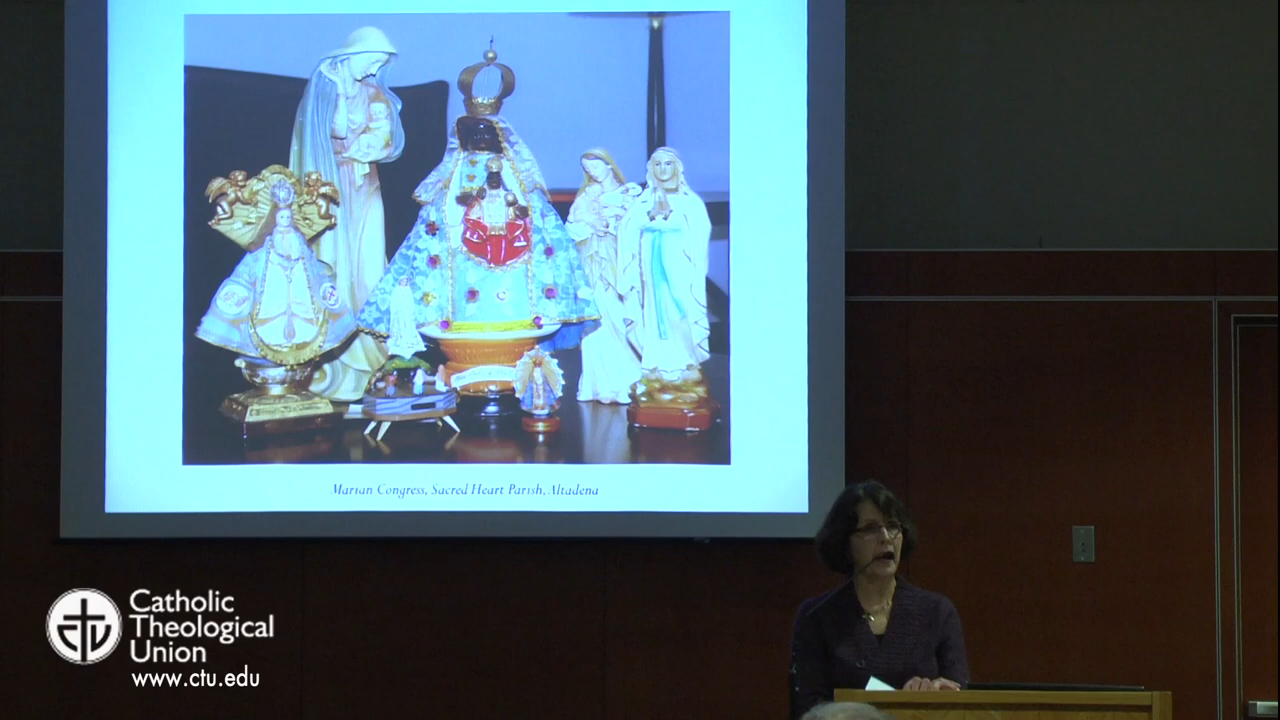 Marian Congress, Sacred Heart Parish, Altadena
Catholic
Theological
Union
www.ctu.edu